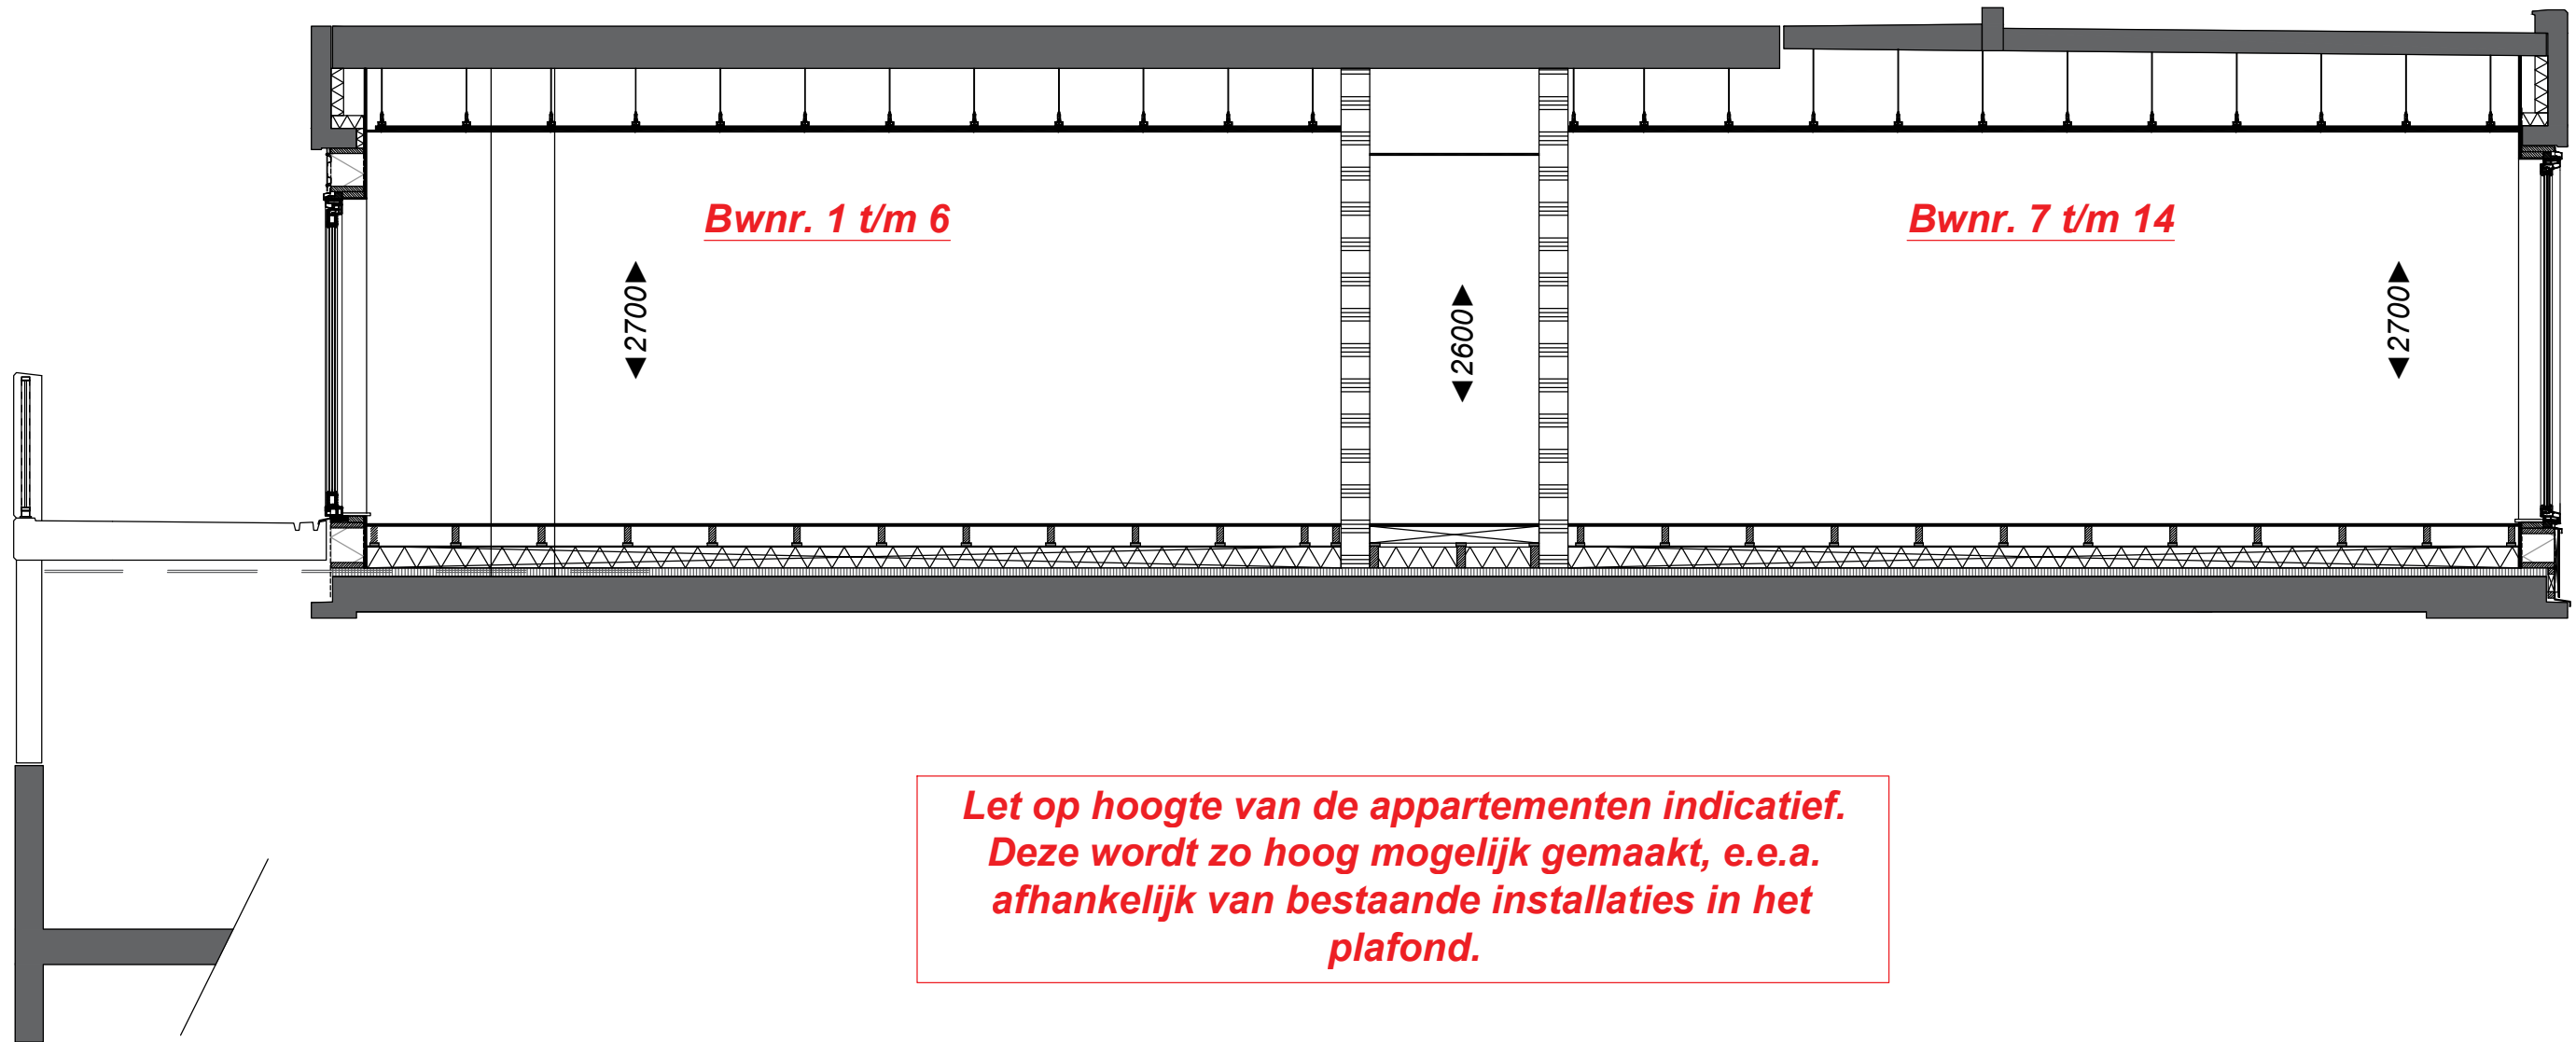 Bwnr. 1 t/m 6
Bwnr. 7 t/m 14
2700
2600
2700
Let op hoogte van de appartementen indicatief.
Deze wordt zo hoog mogelijk gemaakt, e.e.a.
afhankelijk van bestaande installaties in het
plafond.